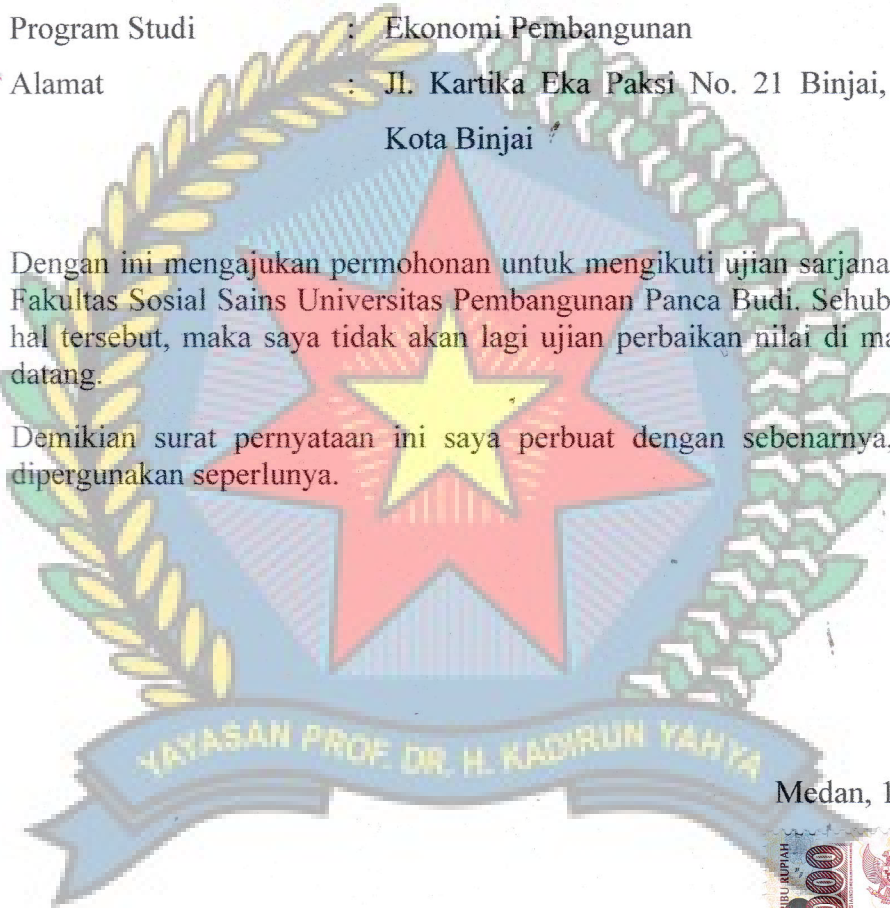 Program Studi : Ekonomi Pembangunan
Alamat : Jl. Kartika Eka Paksi No. 21 Binjai,
Kota Binjai
Dengan ini mengajukan permohonan untuk mengikuti ujian sarjana
Fakultas Sosial Sains Universitas Pembangunan Panca Budi. Sehub
hal tersebut, maka saya tidak akan lagi ujian perbaikan nilai di ma
datang.
Demikian surat pernyataan ini saya perbuat dengan sebenarnya,
dipergunakan seperlunya.
YAYASAN PROF. DR. H. KADIRUN YAHYA
Medan, 1
RIBU RUPIAH
000